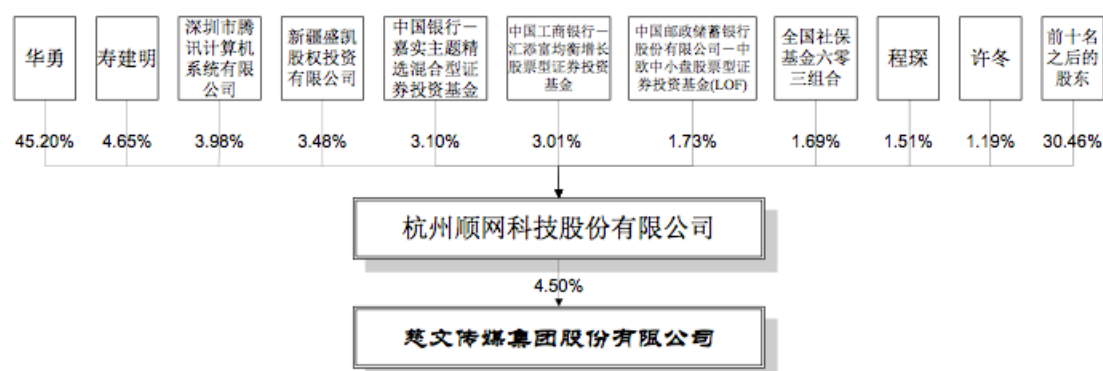 华勇
寿建明
深圳市腾
讯计算机
系统有限
公司
新疆盛凯
股权投资
有限公司
中国银行－
嘉实主题精
选混合型证
券投资基金
中国工商银行－
汇添富均衡增长
股票型证券投资
基金
中国邮政储蓄银行
股份有限公司－中
欧中小盘股票型证
券投资基金(LOF)
全国社保
基金六零
三组合
程琛
许冬
前十名
之后的
股东
45.20%
4.65%
3.98%
3.48%
3.10%
3.01%
1.73%
1.69%
1.51%
1.19%
30.46%
杭州顺网科技股份有限公司
4.50%
慈文传媒集团股份有限公司